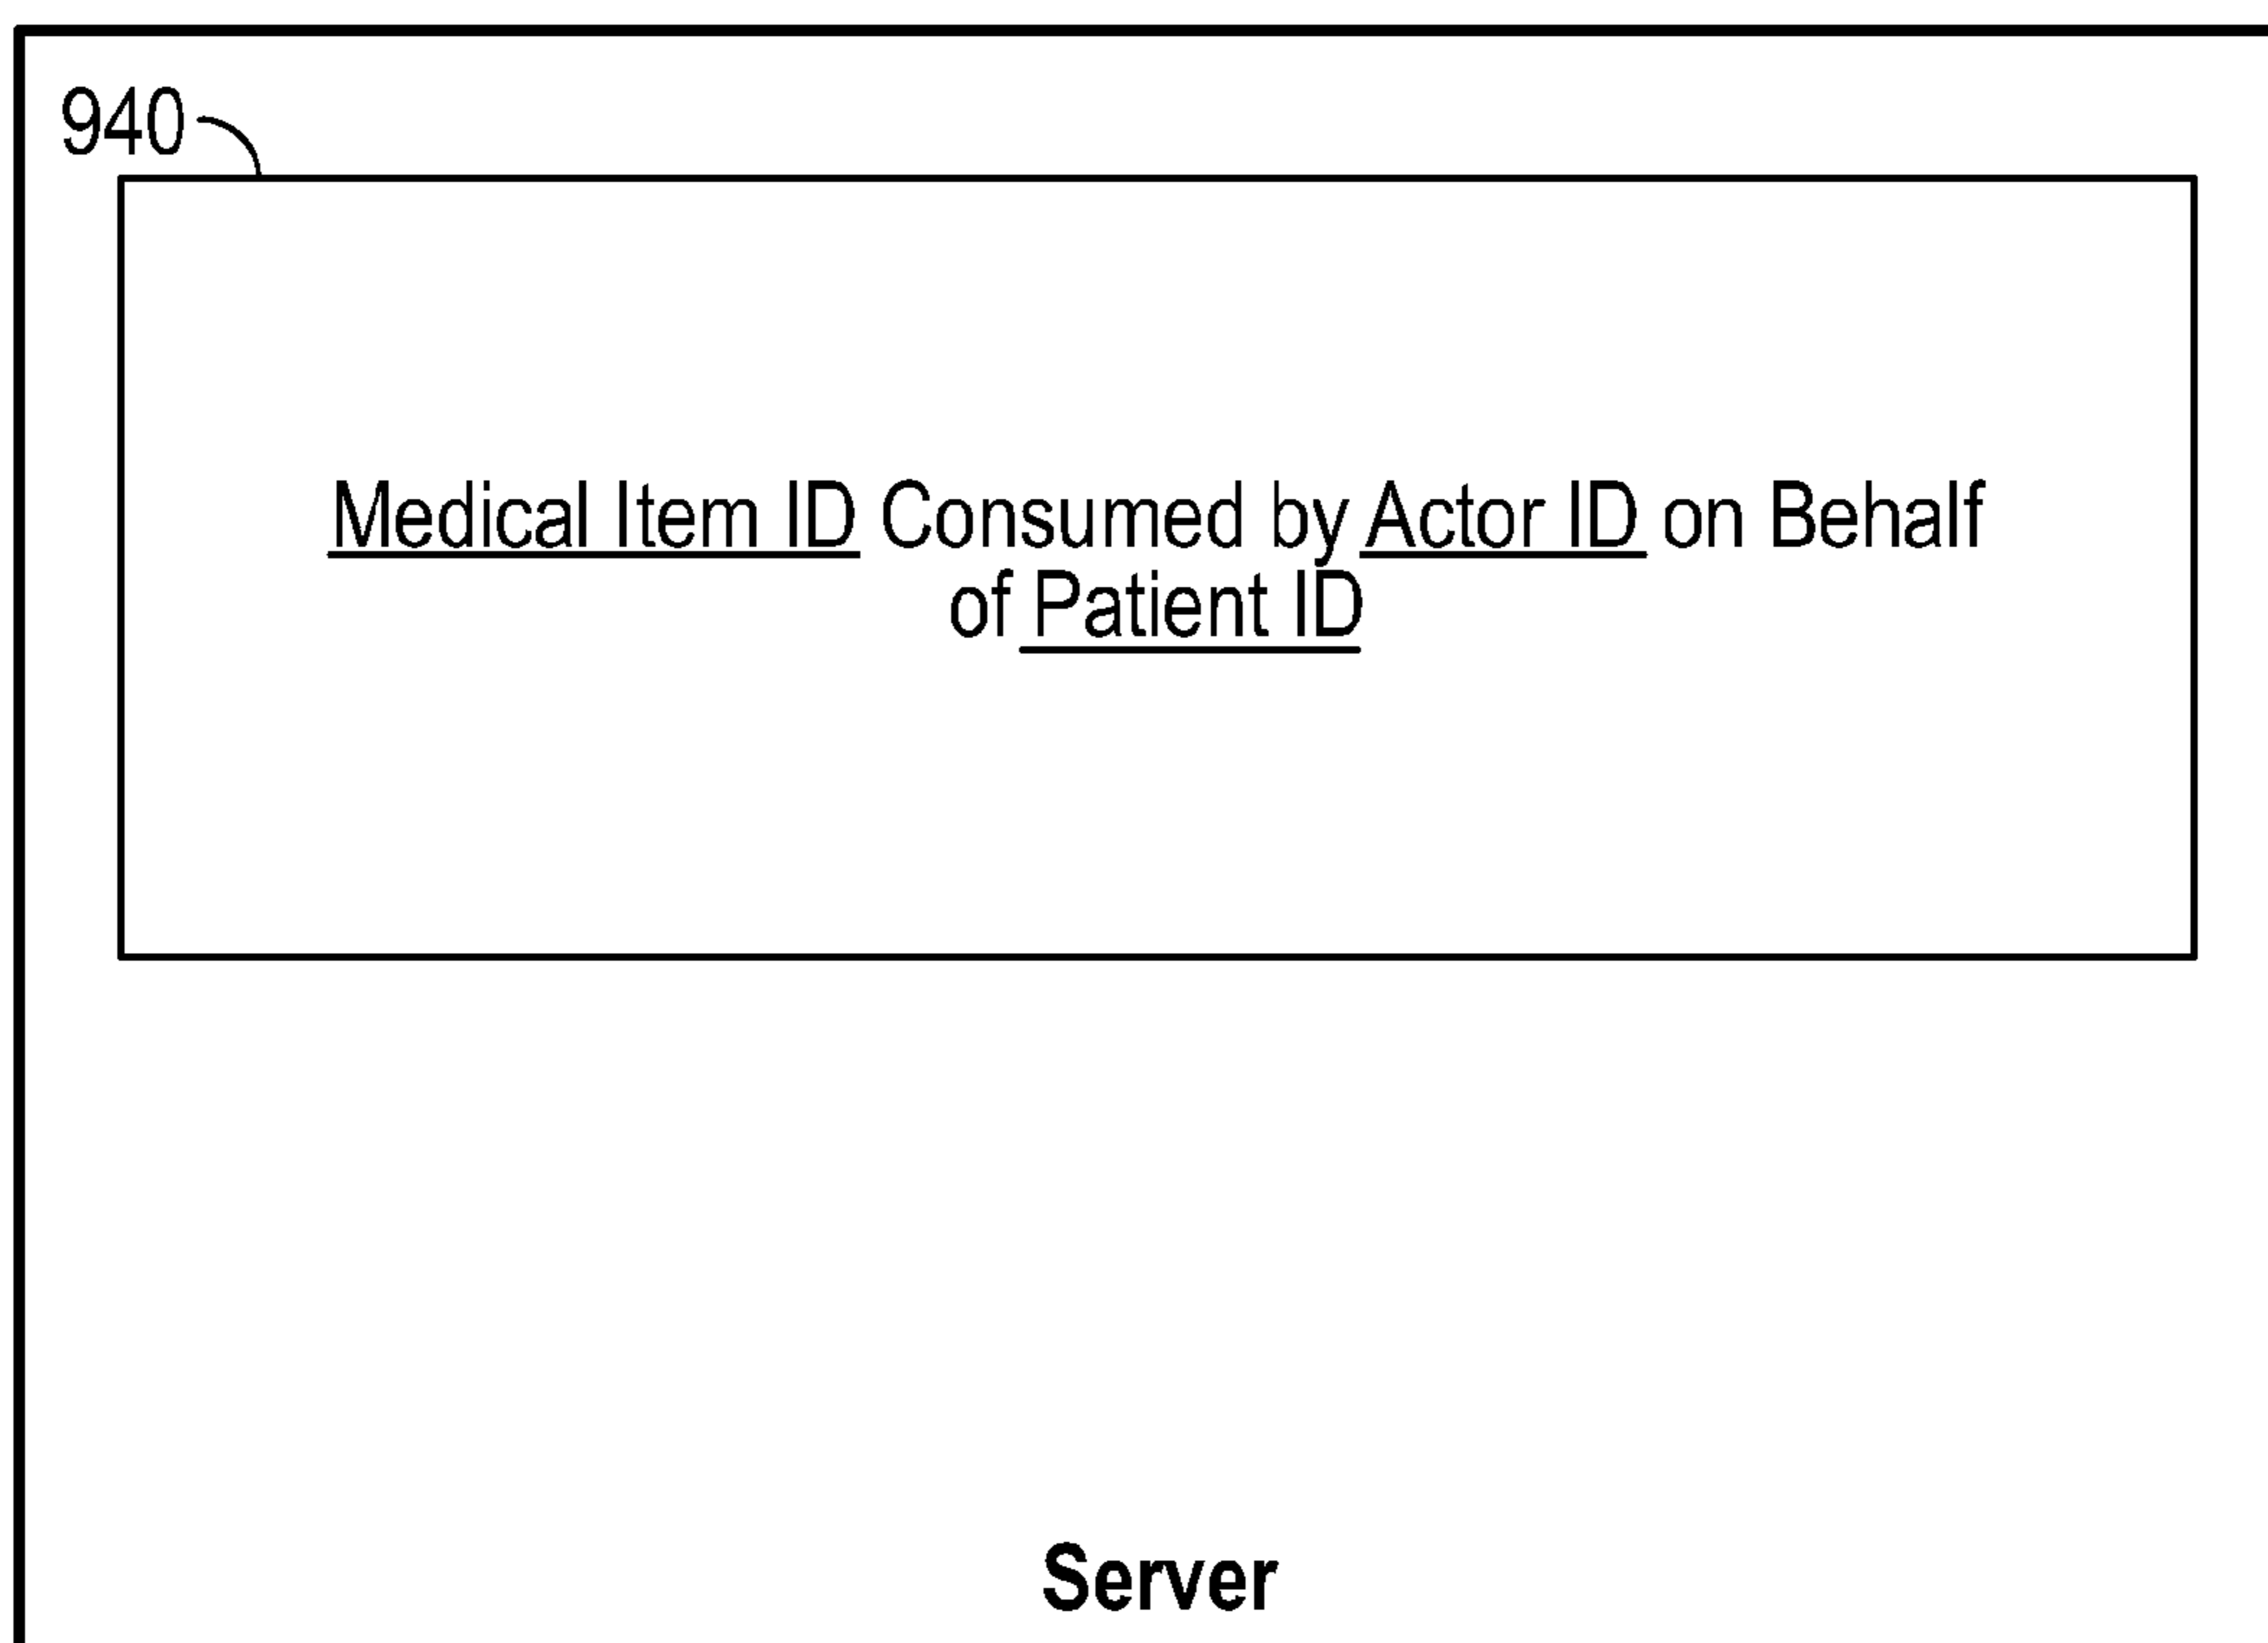 940
Medical Item ID Consumed by Actor ID on Behalf
of Patient ID
Server